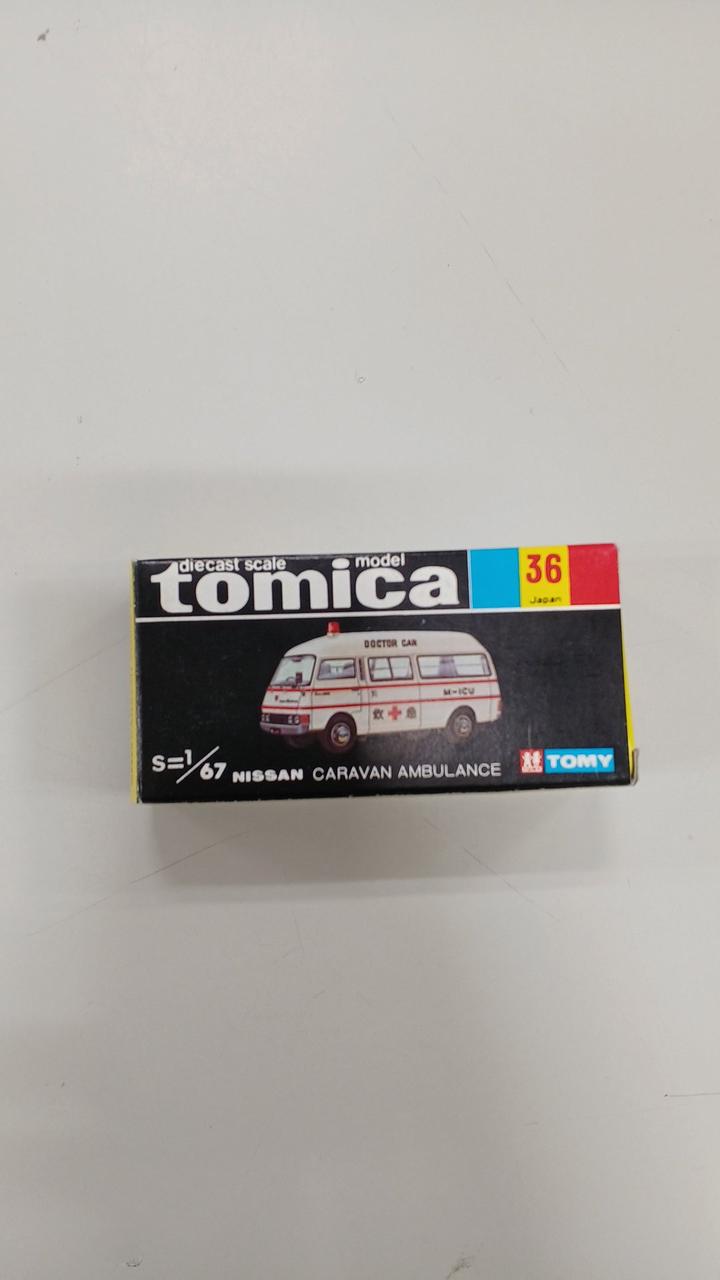 diecast scale model
tomica
36
Japan
DOCTOR CAR
M-ICU
救急
S=1/67 NISSAN CARAVAN AMBULANCE
TOMY